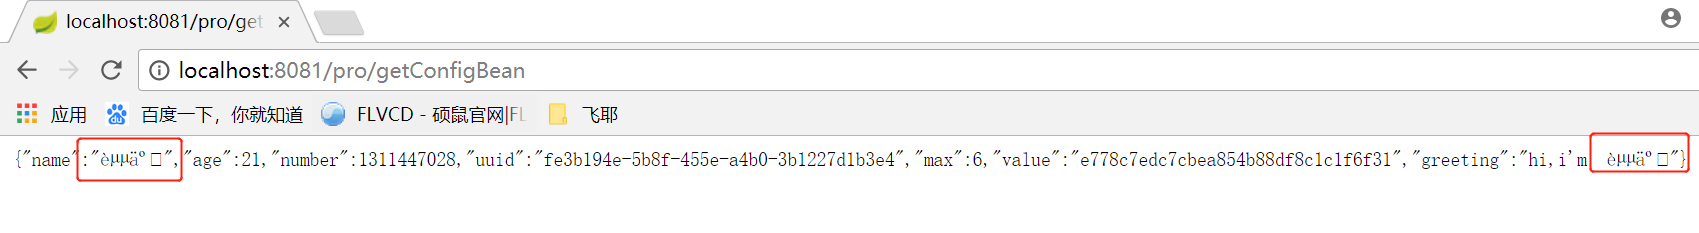 localhost:8081/pro/get
localhost:8081/pro/getConfigBean
应用 百度一下，你就知道 FLVCD - 硕鼠官网|FL 飞耶
{"name":"èµµäº□","age":21,"number":1311447028,"uuid":"fe3b194e-5b8f-455e-a4b0-3b1227d1b3e4","max":6,"value":"e778c7edc7cbea854b88df8c1c1f6f31","greeting":"hi,i'm èµµäº□"}